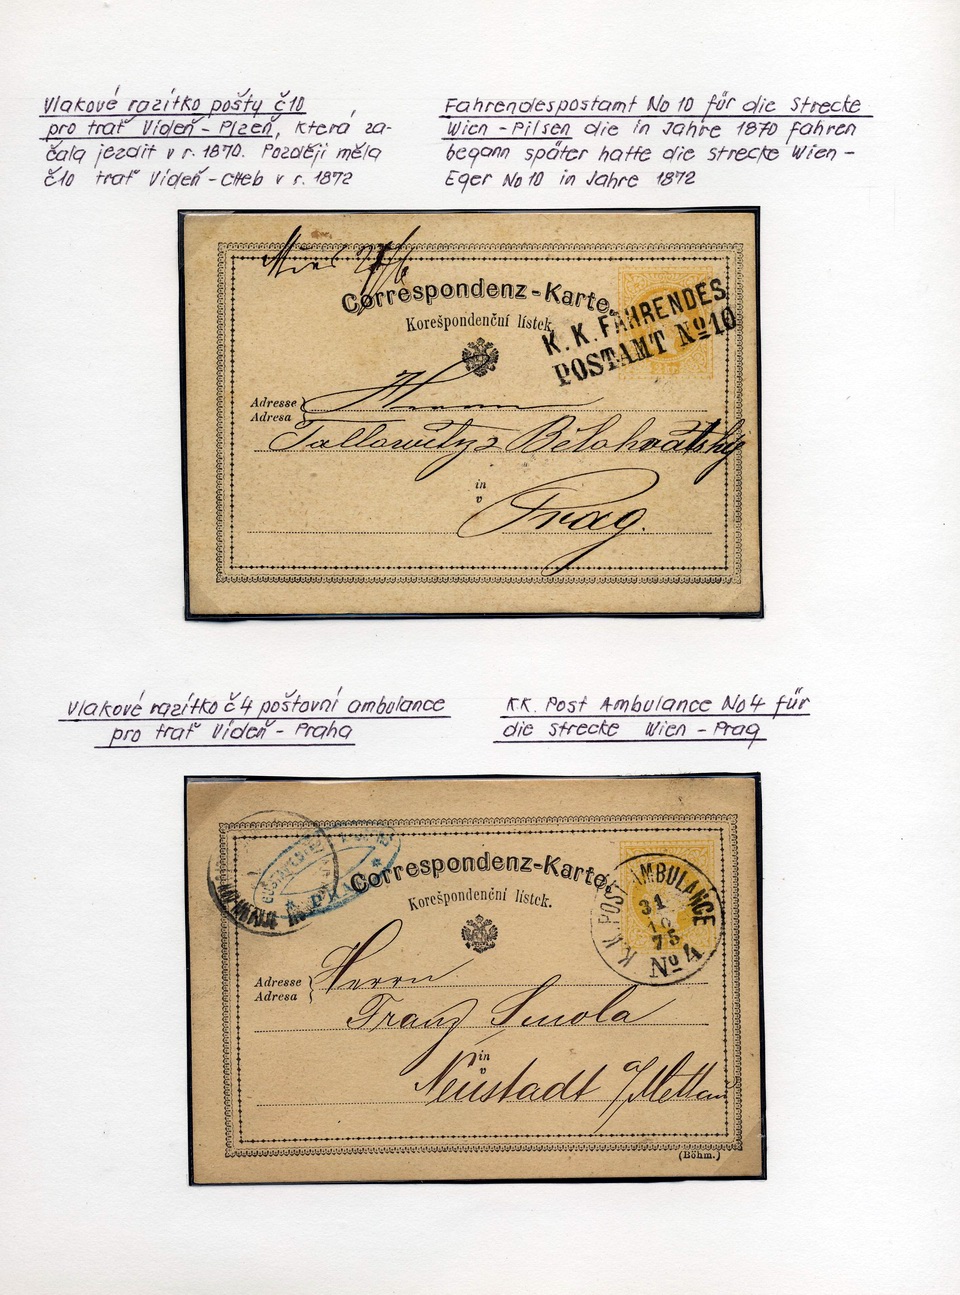 Vlakové razítko pošty č10
pro trať Vídeň - Plzeň, která za-
čala jezdit v r. 1870. Později měla
č10 trať Vídeň - CHeb v r. 1872
Fahrendespostamt No 10 für die Strecke
Wien - Pilsen die in Jahre 1870 fahren
begann später hatte die strecke Wien -
Eger No 10 in Jahre 1872
Correspondenz-Karte.
Korešpondenční lístek.
K. K. FAHRENDES
POSTAMT No 10
Adresse
Adresa
in
v
Prag.
Vlakové razítko č4 poštovní ambulance
pro trať Vídeň - Praha
KK. Post Ambulance No 4 für
die strecke Wien - Prag
Correspondenz-Karte.
Korešpondenční lístek.
K. K. POST AMBULANCE
31
10
75
No 4
Adresse
Adresa
Herrn
Franz Smola
in
v
Neustadt a/Mettau
(Böhm.)